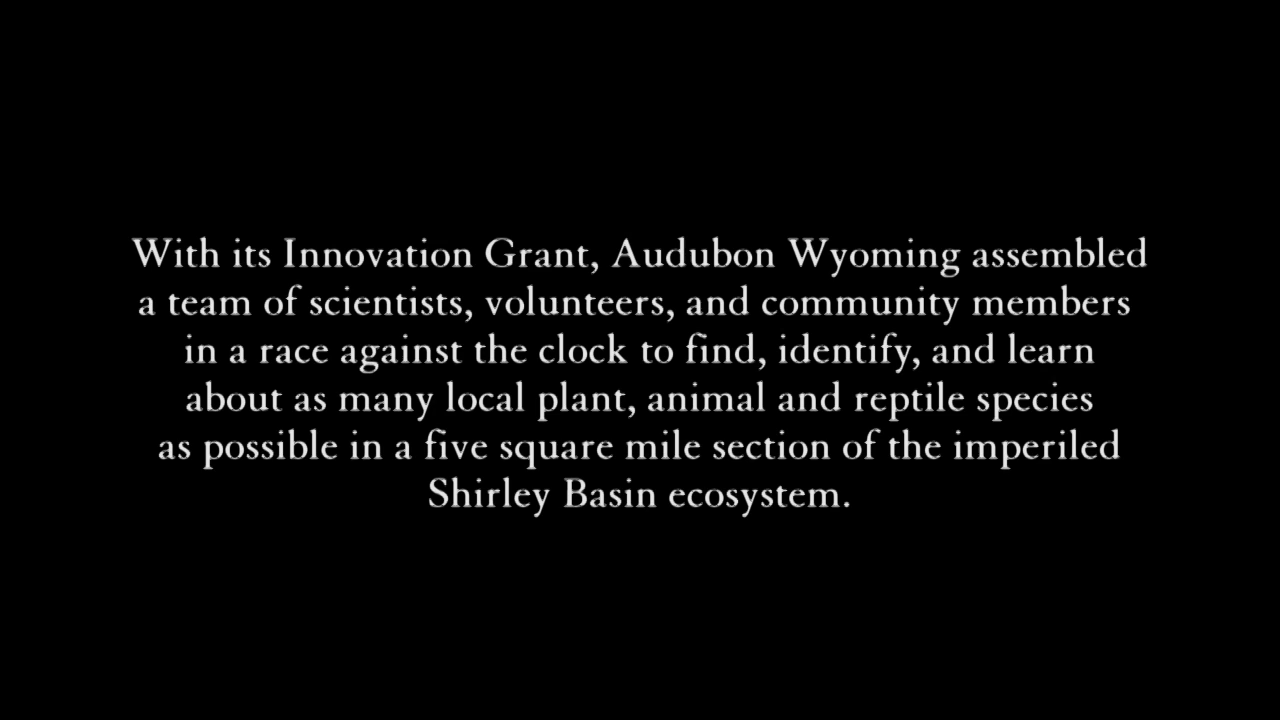 With its Innovation Grant, Audubon Wyoming assembled
a team of scientists, volunteers, and community members
in a race against the clock to find, identify, and learn
about as many local plant, animal and reptile species
as possible in a five square mile section of the imperiled
Shirley Basin ecosystem.